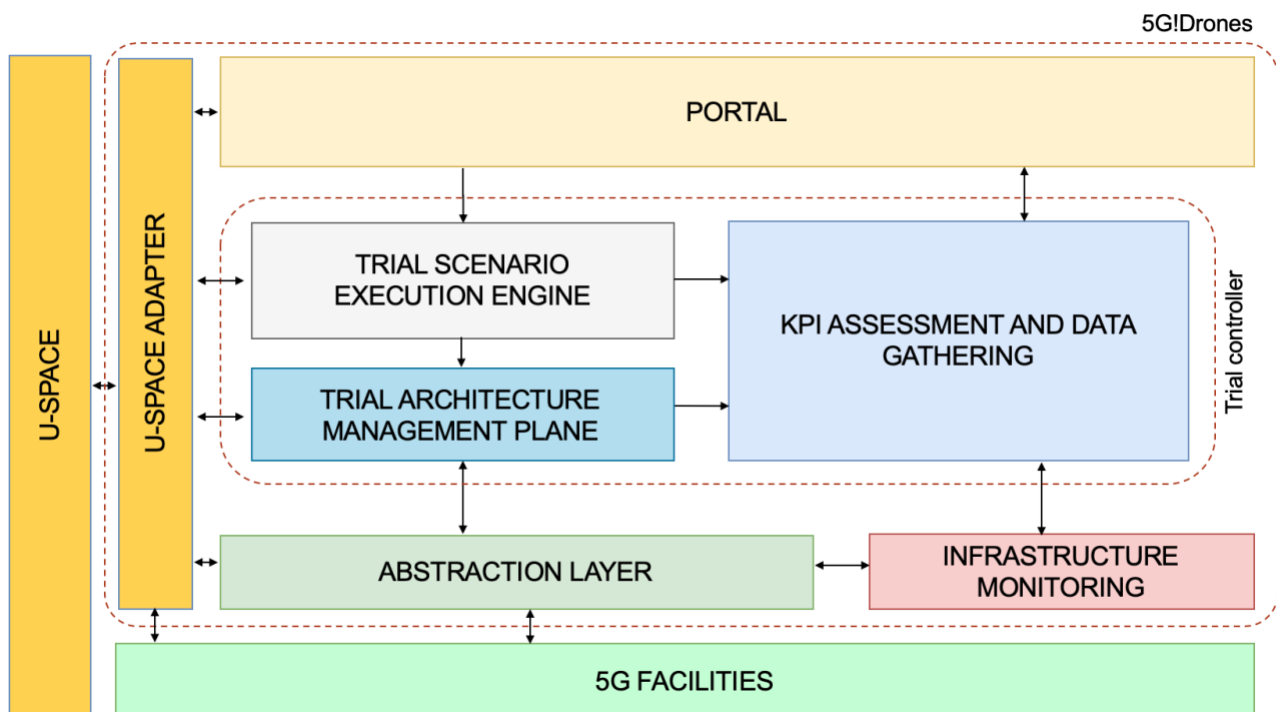 5G!Drones
U-SPACE
U-SPACE ADAPTER
PORTAL
TRIAL SCENARIO
EXECUTION ENGINE
TRIAL ARCHITECTURE
MANAGEMENT PLANE
KPI ASSESSMENT AND DATA
GATHERING
Trial controller
ABSTRACTION LAYER
INFRASTRUCTURE
MONITORING
5G FACILITIES